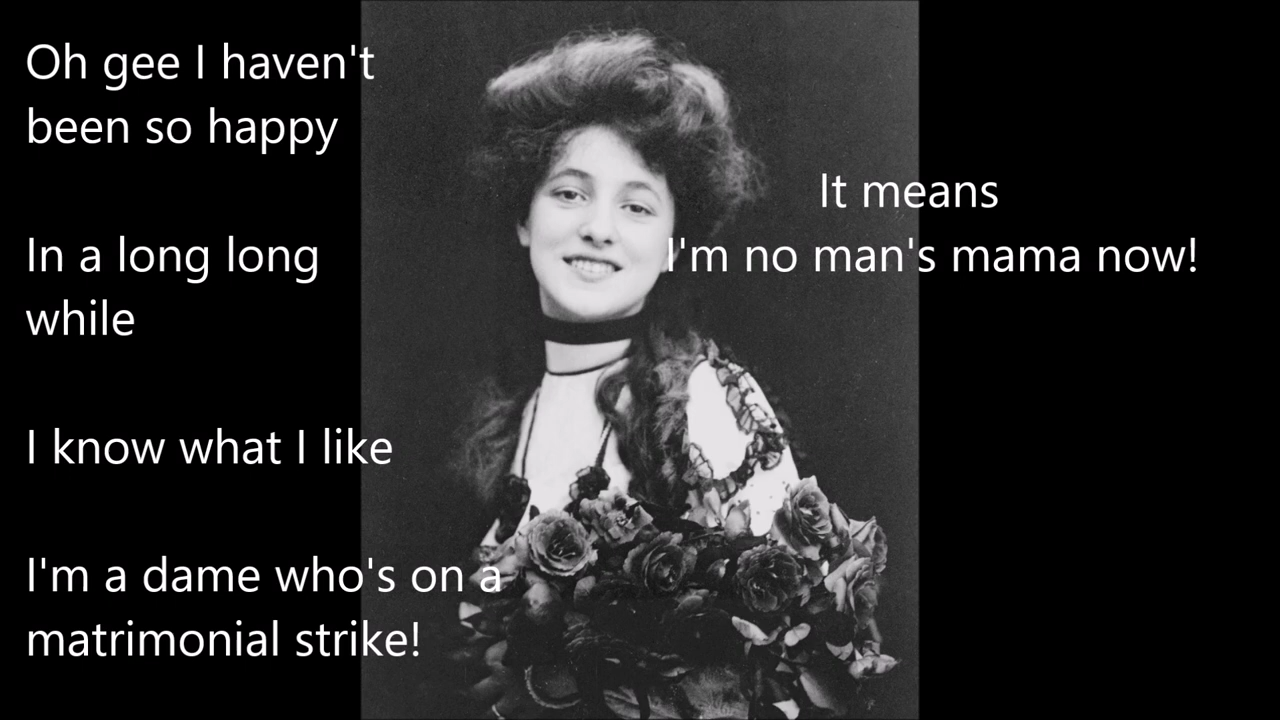 Oh gee I haven't
been so happy
In a long long
while
I know what I like
I'm a dame who's on a
matrimonial strike!
It means
I'm no man's mama now!